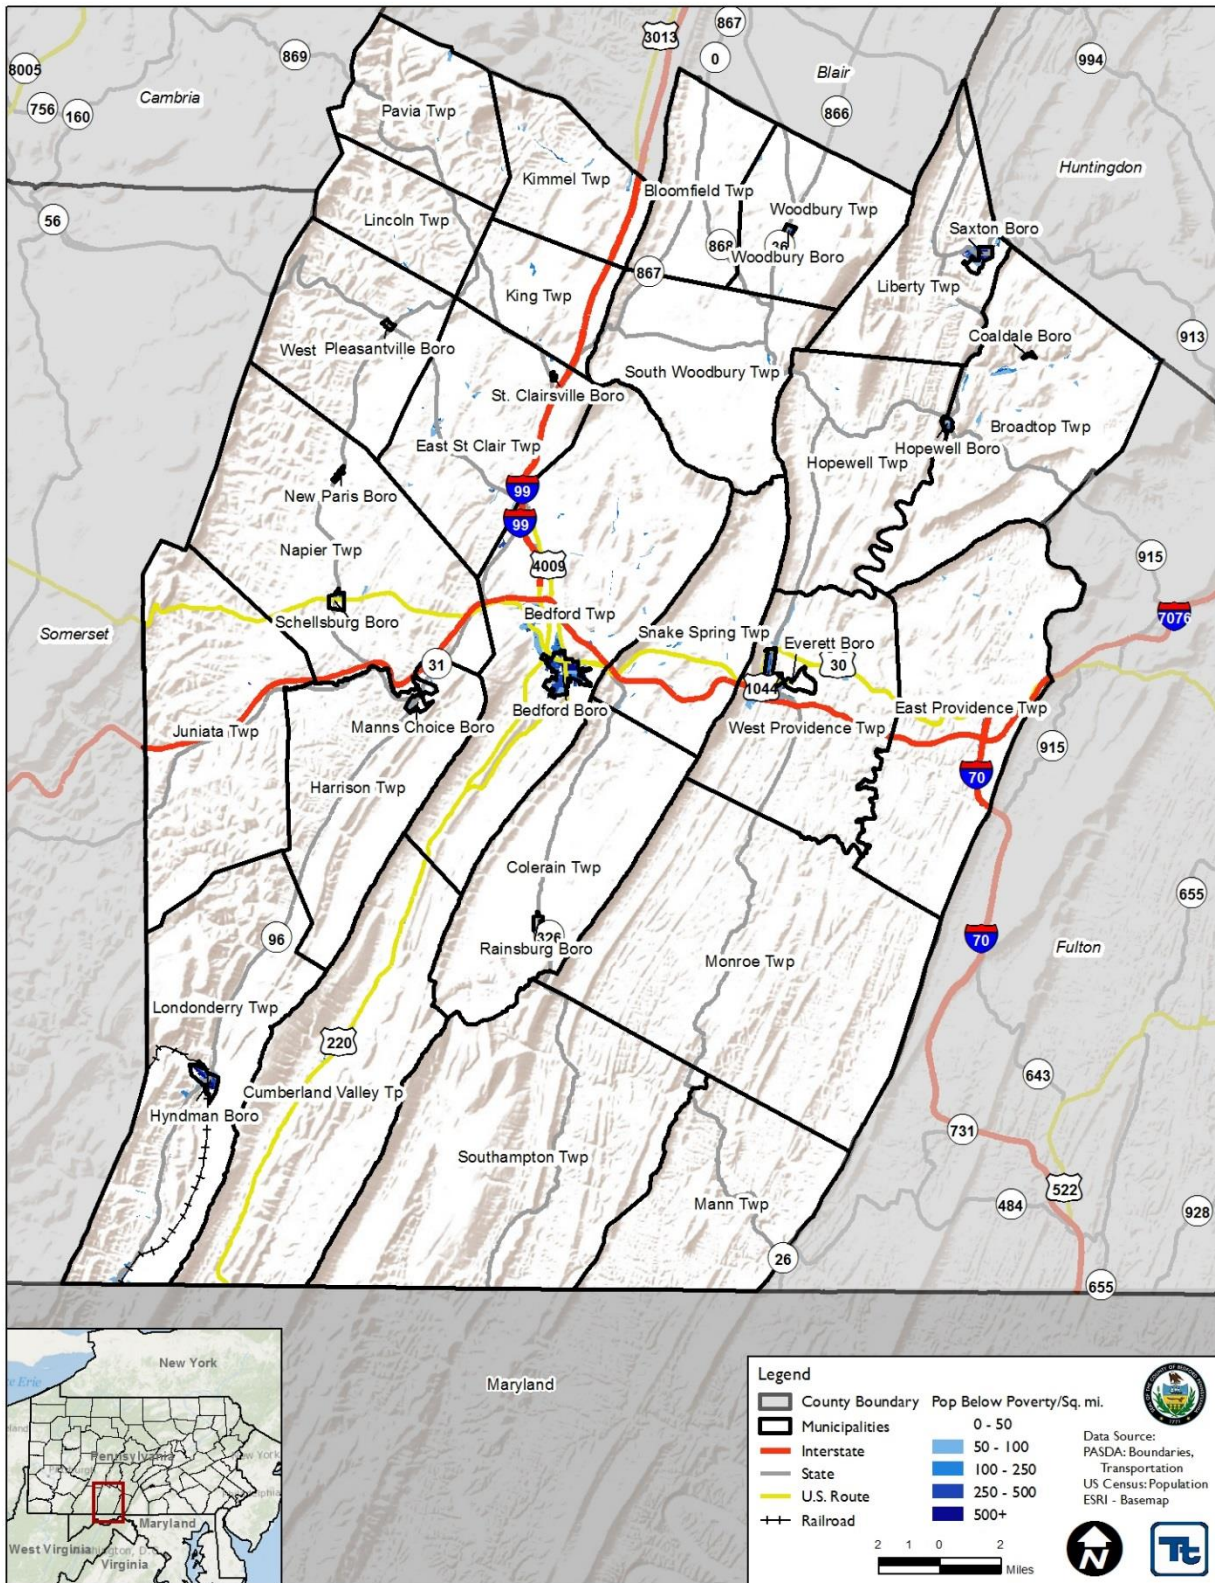 867
3013
0
869
994
8005
Blair
Cambria
756
160
866
Pavia Twp
Huntingdon
Kimmel Twp
Bloomfield Twp
56
Lincoln Twp
Woodbury Twp
Saxton Boro
868
36
Woodbury Boro
867
Liberty Twp
King Twp
Coaldale Boro
913
West Pleasantville Boro
South Woodbury Twp
St. Clairsville Boro
Broadtop Twp
East St Clair Twp
Hopewell Boro
Hopewell Twp
99
New Paris Boro
99
Napier Twp
915
4009
7076
Schellsburg Boro
Bedford Twp
Somerset
Snake Spring Twp
Everett Boro
31
30
1044
Bedford Boro
East Providence Twp
Manns Choice Boro
Juniata Twp
West Providence Twp
915
70
Harrison Twp
Colerain Twp
655
96
326
70
Rainsburg Boro
Fulton
Monroe Twp
Londonderry Twp
220
643
Cumberland Valley Tp
Hyndman Boro
731
Southampton Twp
522
Mann Twp
484
928
26
655
New York
Maryland
Pennsylvania
Maryland
West Virginia
Virginia
Legend
County Boundary
Municipalities
Interstate
State
U.S. Route
Railroad
Pop Below Poverty/Sq. mi.
0 - 50
50 - 100
100 - 250
250 - 500
500+
Data Source:
PASDA: Boundaries,
Transportation
US Census: Population
ESRI - Basemap
2 1 0 2
Miles
N
Tt